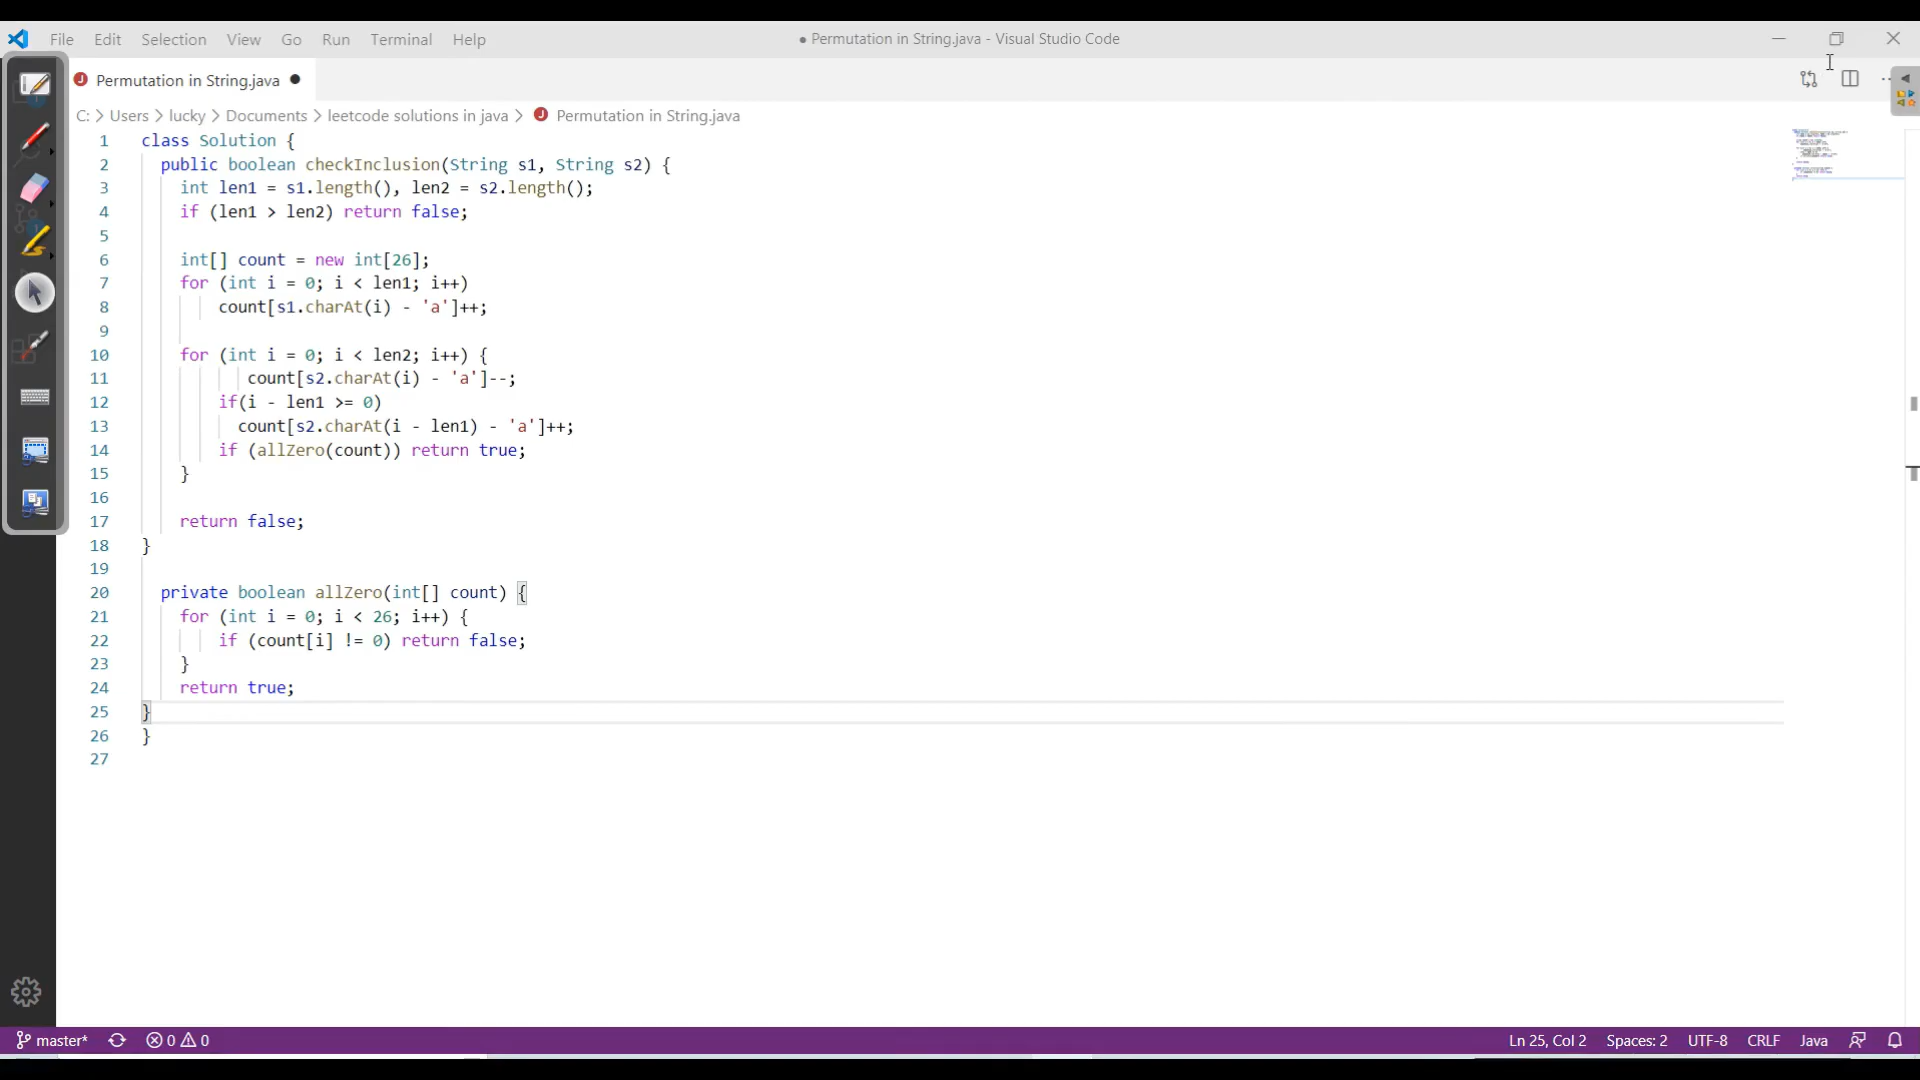 File Edit Selection View Go Run Terminal Help ● Permutation in String.java - Visual Studio Code
J Permutation in String.java ●
C: > Users > lucky > Documents > leetcode solutions in java > J Permutation in String.java
1 class Solution {
2 public boolean checkInclusion(String s1, String s2) {
3 int len1 = s1.length(), len2 = s2.length();
4 if (len1 > len2) return false;
5
6 int[] count = new int[26];
7 for (int i = 0; i < len1; i++)
8 count[s1.charAt(i) - 'a']++;
9
10 for (int i = 0; i < len2; i++) {
11 count[s2.charAt(i) - 'a']--;
12 if(i - len1 >= 0)
13 count[s2.charAt(i - len1) - 'a']++;
14 if (allZero(count)) return true;
15 }
16
17 return false;
18 }
19
20 private boolean allZero(int[] count) {
21 for (int i = 0; i < 26; i++) {
22 if (count[i] != 0) return false;
23 }
24 return true;
25 }
26 }
27
master* 0 0 Ln 25, Col 2 Spaces: 2 UTF-8 CRLF Java